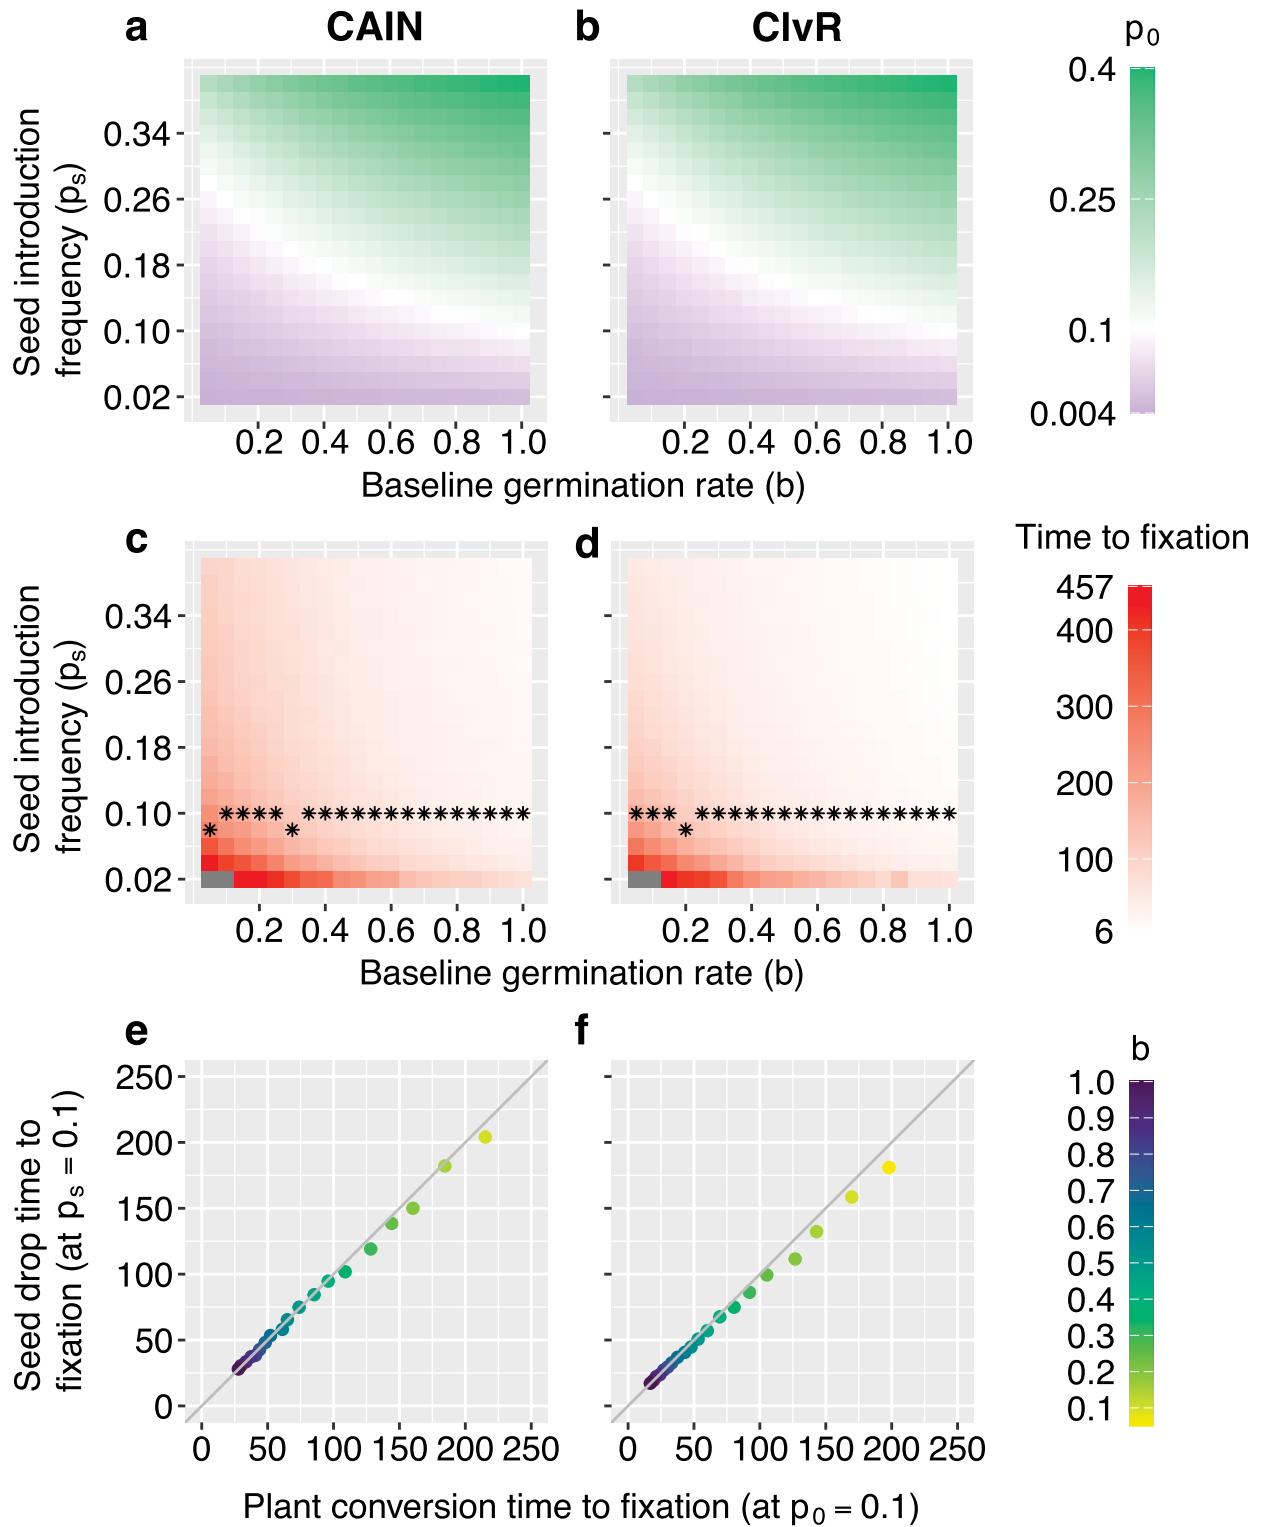 a CAIN b ClvR
p0
Seed introduction
frequency (ps)
0.34
0.26
0.18
0.10
0.02
0.2 0.4 0.6 0.8 1.0
0.2 0.4 0.6 0.8 1.0
Baseline germination rate (b)
0.4
0.25
0.1
0.004
c d
Time to fixation
Seed introduction
frequency (ps)
0.34
0.26
0.18
0.10
0.02
0.2 0.4 0.6 0.8 1.0
0.2 0.4 0.6 0.8 1.0
Baseline germination rate (b)
457
400
300
200
100
6
e f
b
Seed drop time to
fixation (at ps = 0.1)
250
200
150
100
50
0
0 50 100 150 200 250
0 50 100 150 200 250
Plant conversion time to fixation (at p0 = 0.1)
1.0
0.9
0.8
0.7
0.6
0.5
0.4
0.3
0.2
0.1